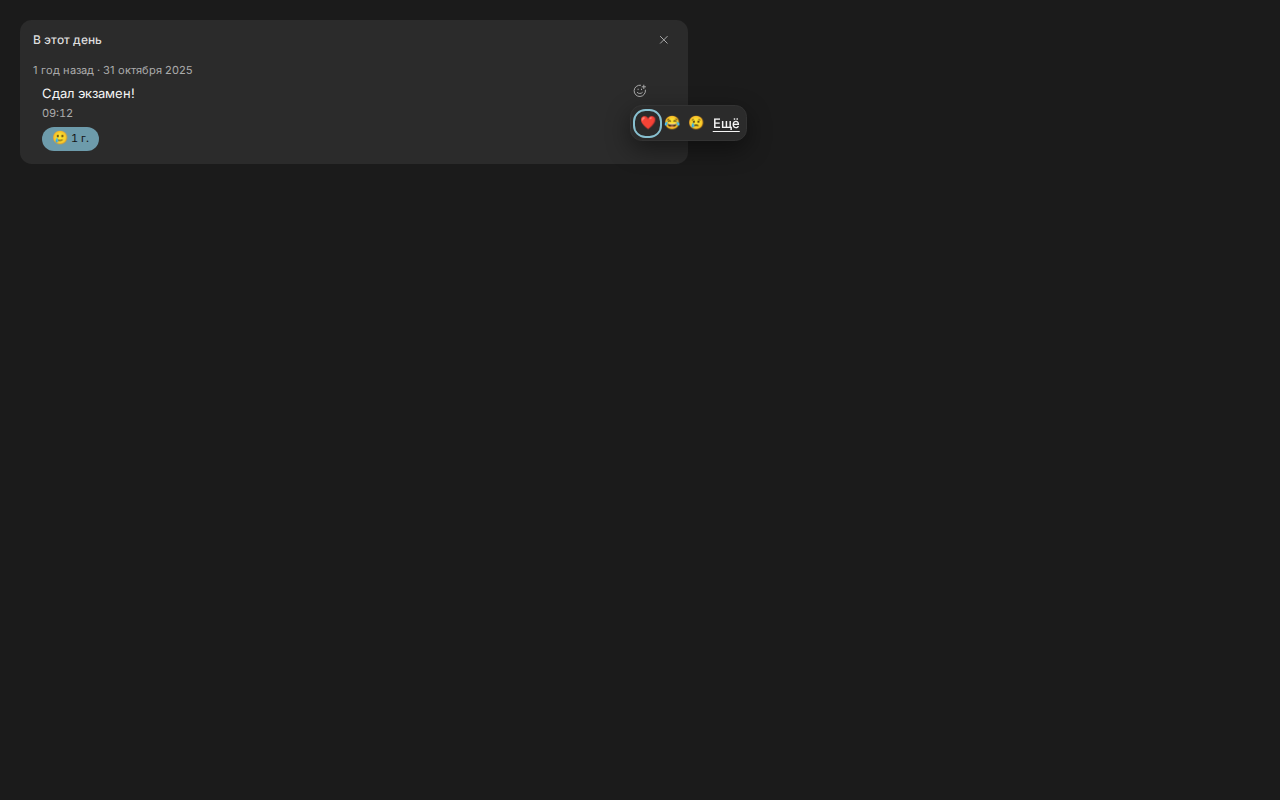 В этот день
1 год назад · 31 октября 2025
Сдал экзамен!
09:12
🥲 1 г.
❤️ 😂 😢 Ещё